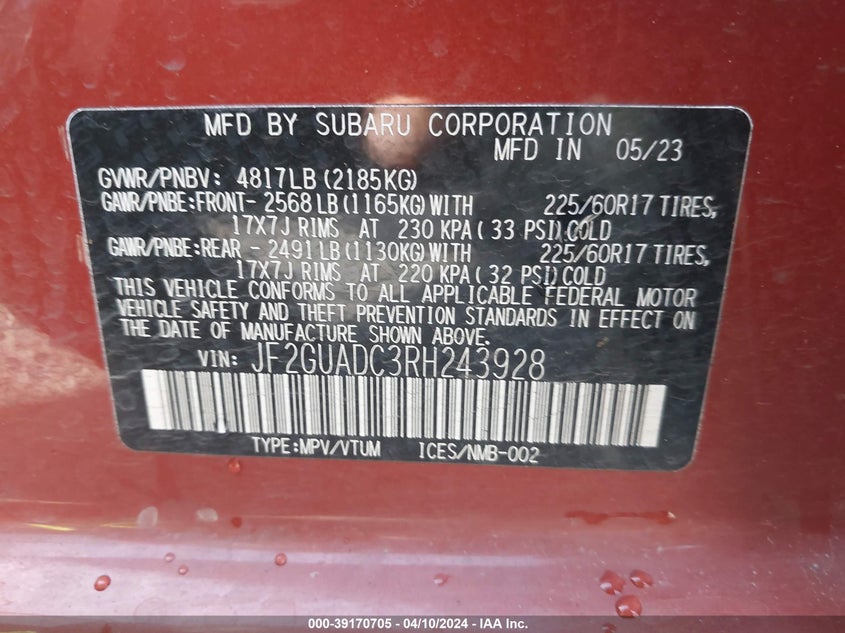 MFD BY SUBARU CORPORATION
MFD IN 05/23
GVWR/PNBV: 4817LB (2185KG)
GAWR/PNBE:FRONT- 2568 LB (1165KG) WITH 225/60R17 TIRES,
17X7J RIMS AT 230 KPA ( 33 PSI) COLD
GAWR/PNBE:REAR - 2491 LB (1130KG) WITH 225/60R17 TIRES,
17X7J RIMS AT 220 KPA ( 32 PSI) COLD
THIS VEHICLE CONFORMS TO ALL APPLICABLE FEDERAL MOTOR
VEHICLE SAFETY AND THEFT PREVENTION STANDARDS IN EFFECT ON
THE DATE OF MANUFACTURE SHOWN ABOVE.
VIN: JF2GUADC3RH243928
TYPE:MPV/VTUM ICES/NMB-002
000-39170705 - 04/10/2024 - IAA Inc.